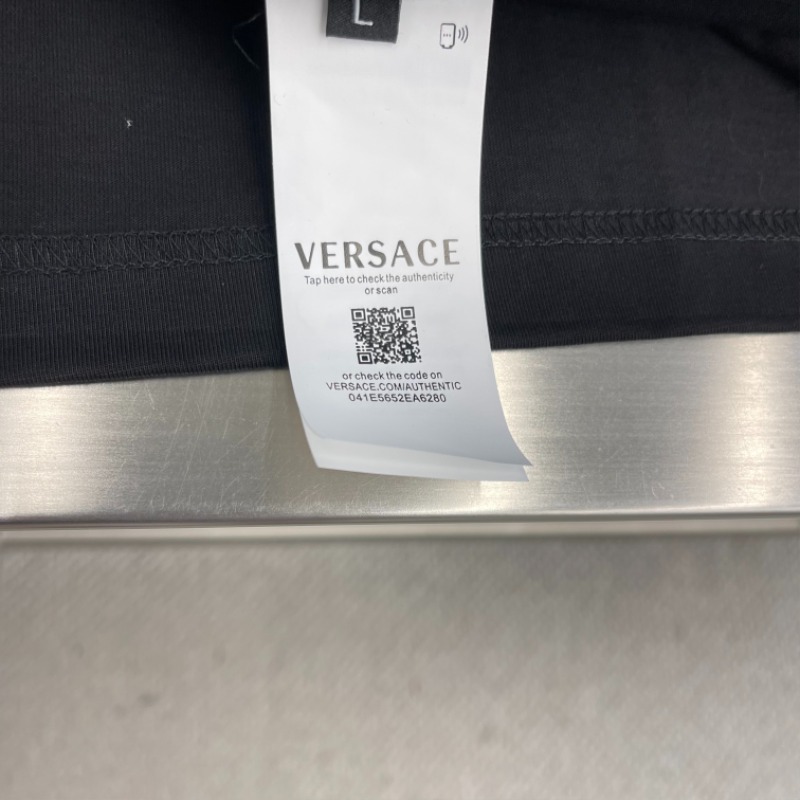 L
VERSACE
Tap here to check the authenticity
or scan
or check the code on
VERSACE.COM/AUTHENTIC
041E5652EA6280